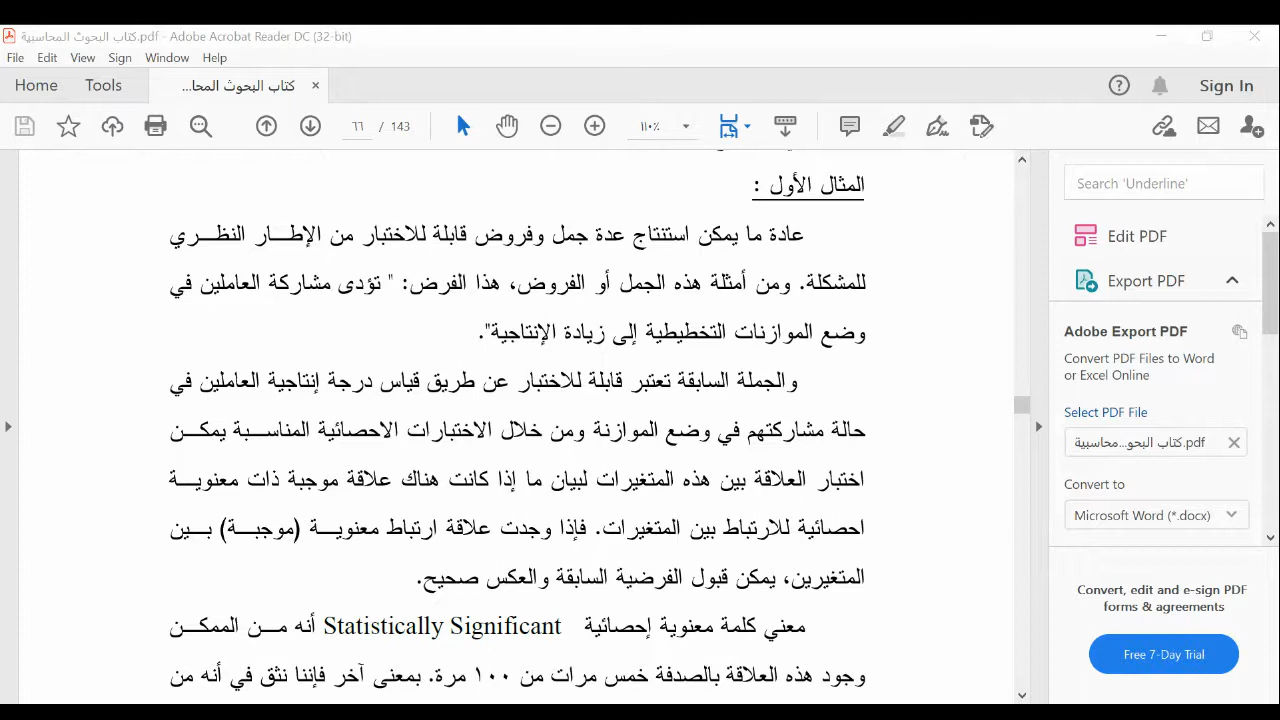 كتاب البحوث المحاسبية.pdf - Adobe Acrobat Reader DC (32-bit)
File Edit View Sign Window Help
Home Tools كتاب البحوث المحا... × Sign In
٦٦ / 143 ١١٠٪
المثال الأول :
عادة ما يمكن استنتاج عدة جمل وفروض قابلة للاختبار من الإطـــار النظـــري
للمشكلة. ومن أمثلة هذه الجمل أو الفروض، هذا الفرض: " تؤدى مشاركة العاملين في
وضع الموازنات التخطيطية إلى زيادة الإنتاجية".
والجملة السابقة تعتبر قابلة للاختبار عن طريق قياس درجة إنتاجية العاملين في
حالة مشاركتهم في وضع الموازنة ومن خلال الاختبارات الاحصائية المناســـبة يمكـــن
اختبار العلاقة بين هذه المتغيرات لبيان ما إذا كانت هناك علاقة موجبة ذات معنويـــة
احصائية للارتباط بين المتغيرات. فإذا وجدت علاقة ارتباط معنويـــة (موجبـــة) بـــين
المتغيرين، يمكن قبول الفرضية السابقة والعكس صحيح.
معني كلمة معنوية إحصائية Statistically Significant أنه مـــن الممكـــن
وجود هذه العلاقة بالصدفة خمس مرات من ١٠٠ مرة. بمعنى آخر فإننا نثق في أنه من
Search 'Underline'
Edit PDF
Export PDF
Adobe Export PDF
Convert PDF Files to Word
or Excel Online
Select PDF File
كتاب البحو...محاسبية.pdf
Convert to
Microsoft Word (*.docx)
Convert, edit and e-sign PDF
forms & agreements
Free 7-Day Trial